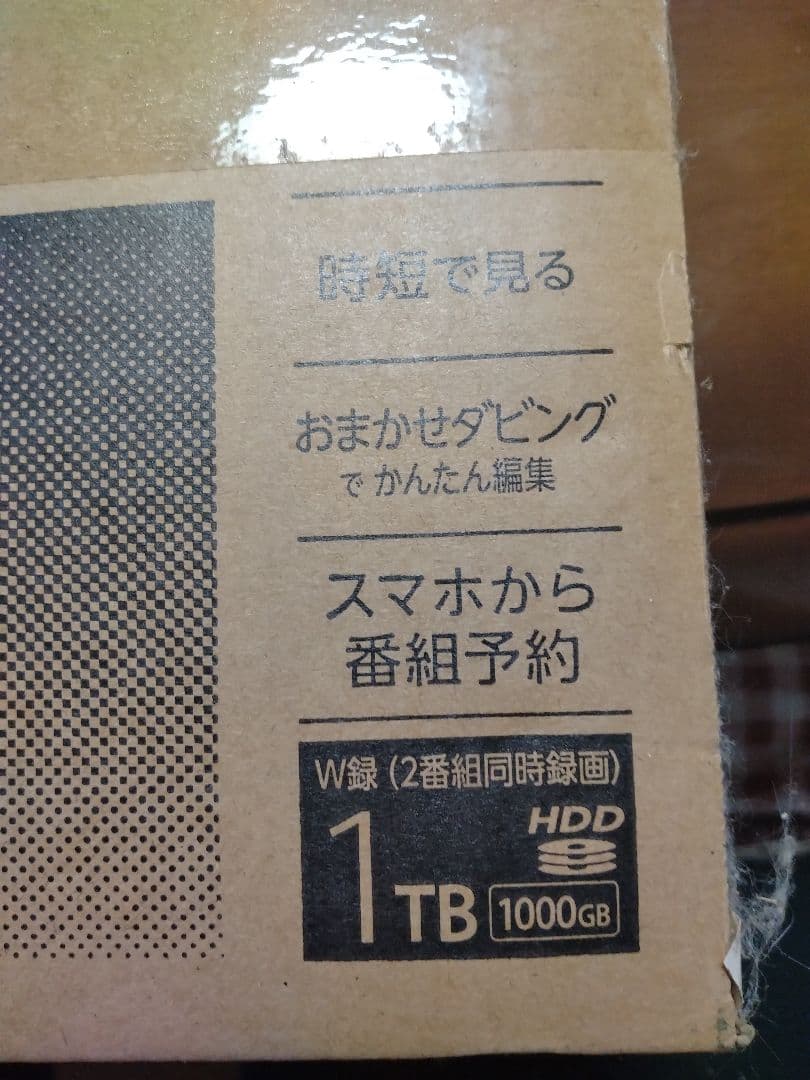 時短で見る
おまかせダビング
で かんたん編集
スマホから
番組予約
W録（2番組同時録画）
HDD
1TB 1000GB